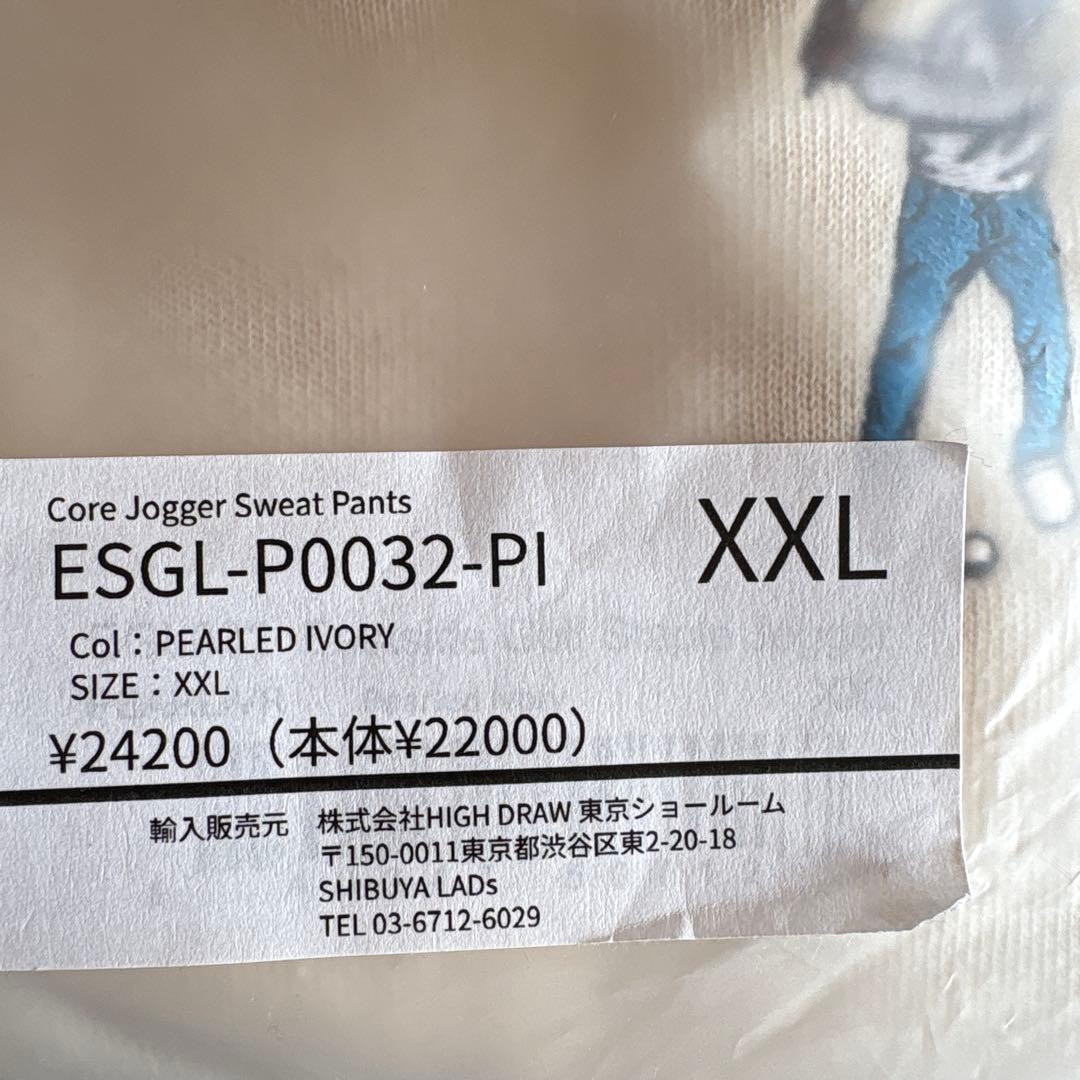 Core Jogger Sweat Pants
ESGL-P0032-PI XXL
Col：PEARLED IVORY
SIZE：XXL
¥24200（本体¥22000）
輸入販売元 株式会社HIGH DRAW 東京ショールーム
〒150-0011東京都渋谷区東2-20-18
SHIBUYA LADs
TEL 03-6712-6029